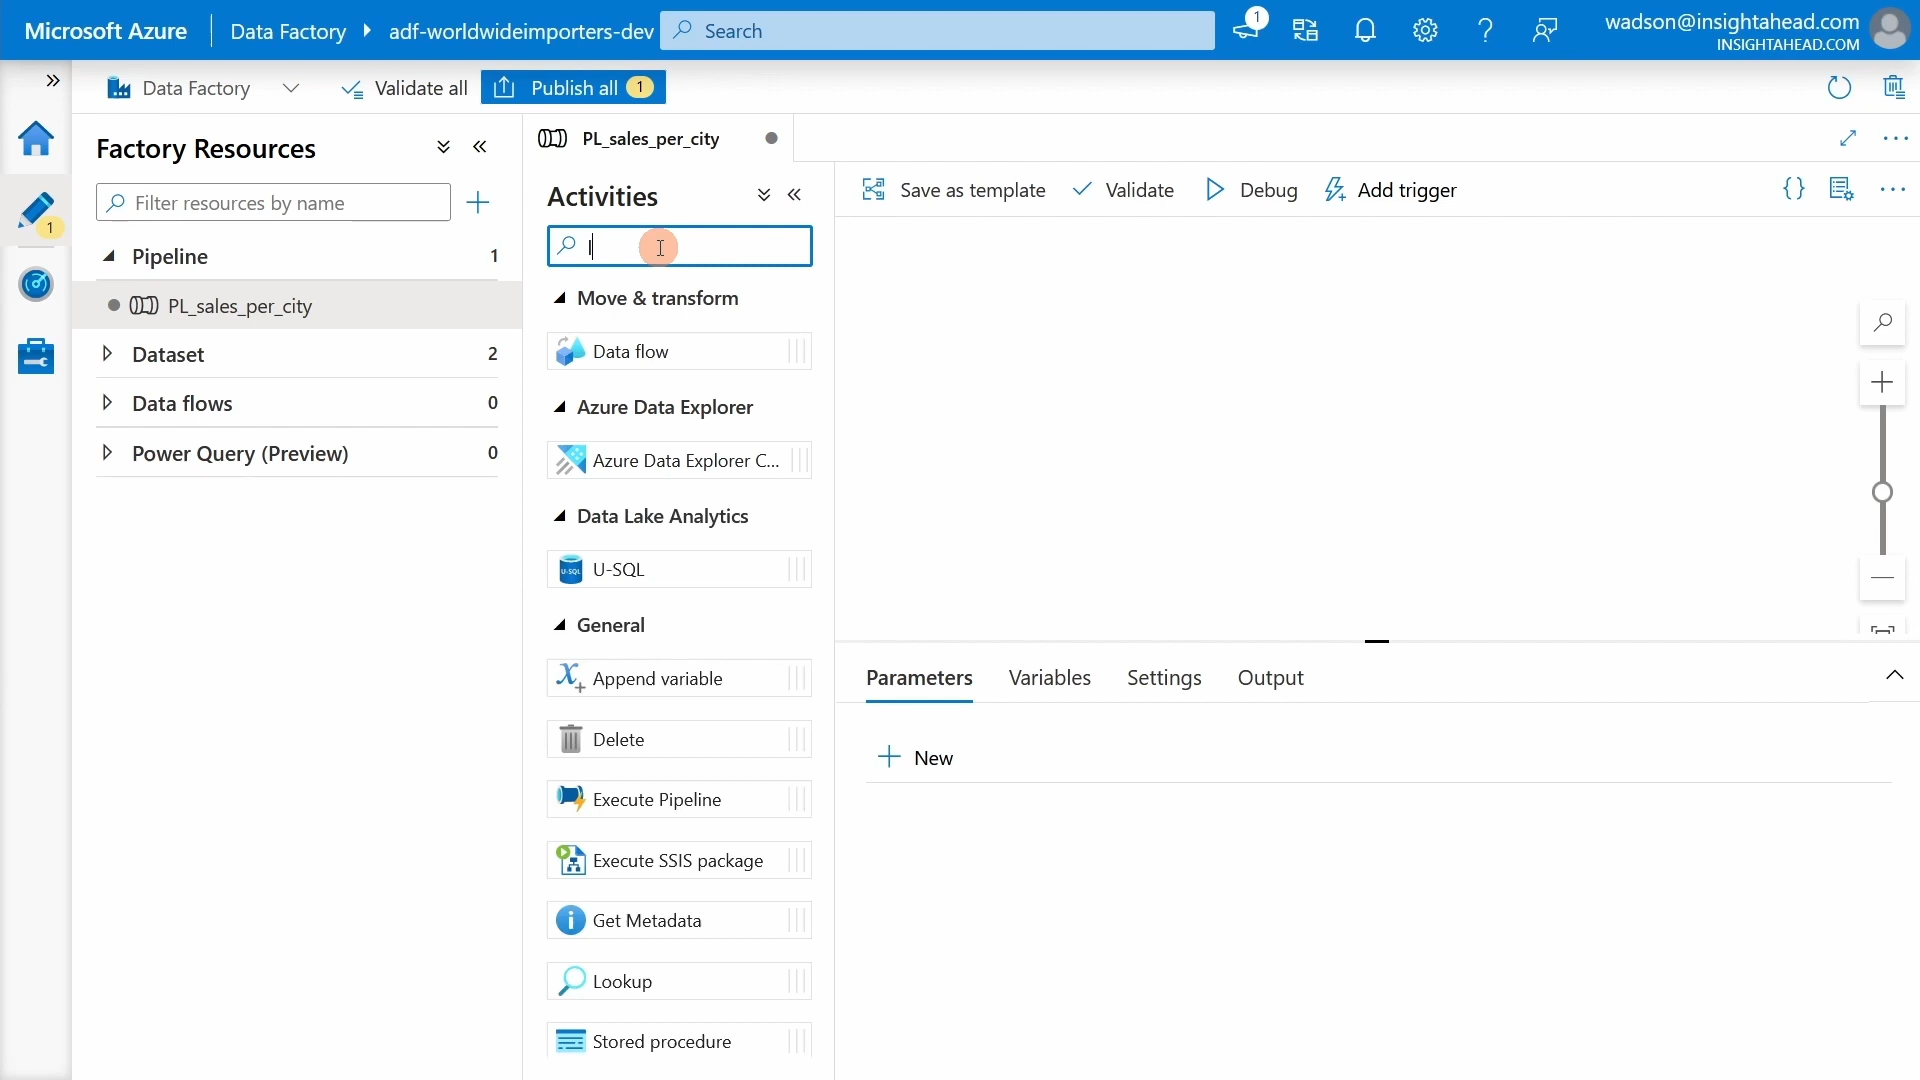 Microsoft Azure
Data Factory
adf-worldwideimporters-dev
Search
1
wadson@insightahead.com
INSIGHTAHEAD.COM
Data Factory
Validate all
Publish all 1
Factory Resources
Filter resources by name
1
Pipeline 1
PL_sales_per_city
Dataset 2
Data flows 0
Power Query (Preview) 0
PL_sales_per_city
Activities
l
Move & transform
Data flow
Azure Data Explorer
Azure Data Explorer C...
Data Lake Analytics
U-SQL
U-SQL
General
Append variable
Delete
Execute Pipeline
Execute SSIS package
Get Metadata
Lookup
Stored procedure
Save as template
Validate
Debug
Add trigger
Parameters
Variables
Settings
Output
New